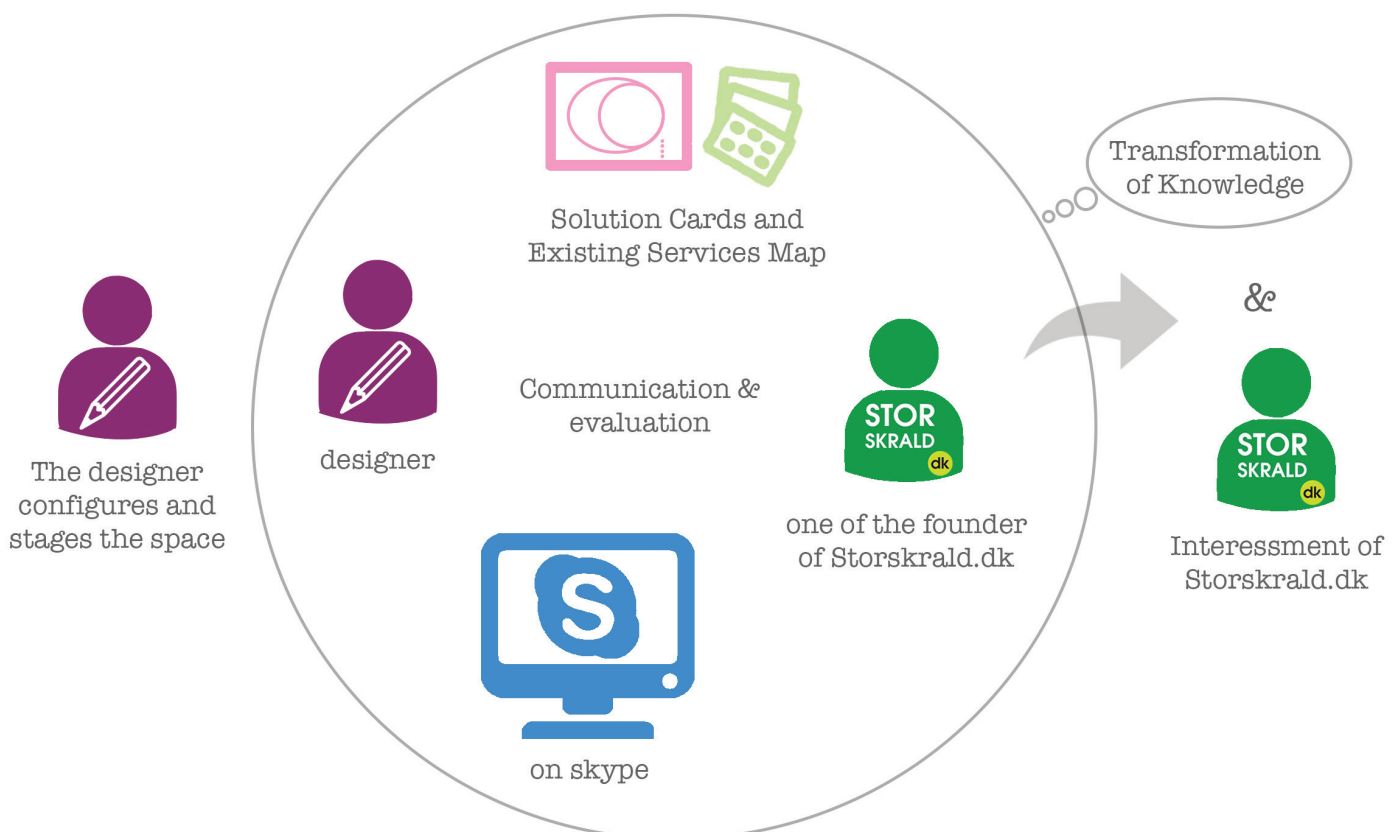 Solution Cards and
Existing Services Map
Transformation
of Knowledge
&
The designer
configures and
stages the space
designer
Communication &
evaluation
STOR
SKRALD
dk
one of the founder
of Storskrald.dk
STOR
SKRALD
dk
Interessment of
Storskrald.dk
S
on skype